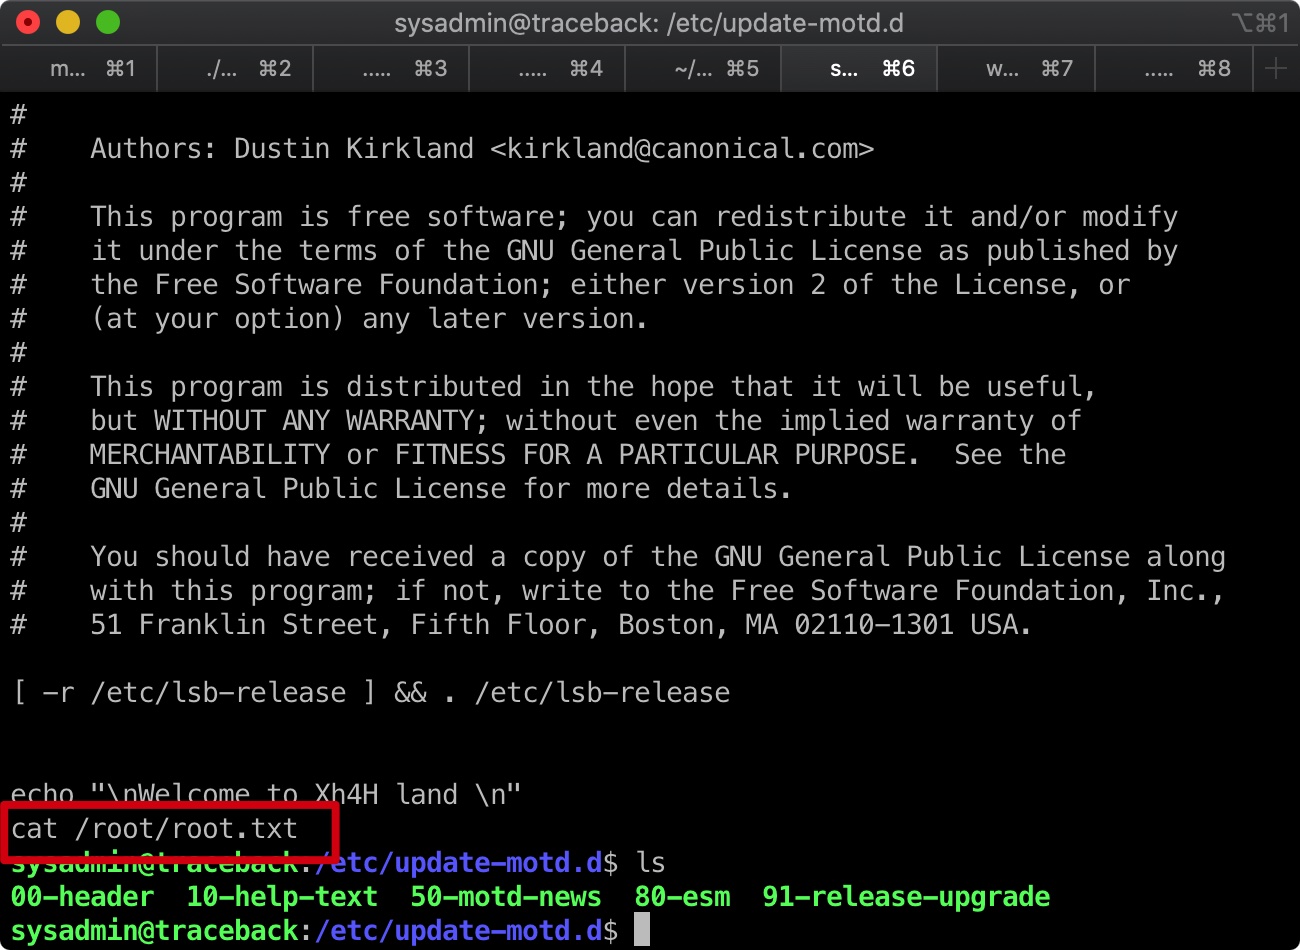 sysadmin@traceback: /etc/update-motd.d ⌥⌘1
m... ⌘1 ./... ⌘2 ..... ⌘3 ..... ⌘4 ~/... ⌘5 s... ⌘6 w... ⌘7 ..... ⌘8 +
#
# Authors: Dustin Kirkland <kirkland@canonical.com>
#
# This program is free software; you can redistribute it and/or modify
# it under the terms of the GNU General Public License as published by
# the Free Software Foundation; either version 2 of the License, or
# (at your option) any later version.
#
# This program is distributed in the hope that it will be useful,
# but WITHOUT ANY WARRANTY; without even the implied warranty of
# MERCHANTABILITY or FITNESS FOR A PARTICULAR PURPOSE.  See the
# GNU General Public License for more details.
#
# You should have received a copy of the GNU General Public License along
# with this program; if not, write to the Free Software Foundation, Inc.,
# 51 Franklin Street, Fifth Floor, Boston, MA 02110-1301 USA.
[ -r /etc/lsb-release ] && . /etc/lsb-release
echo "\nWelcome to Xh4H land \n"
cat /root/root.txt
sysadmin@traceback:/etc/update-motd.d$ ls
00-header 10-help-text 50-motd-news 80-esm 91-release-upgrade
sysadmin@traceback:/etc/update-motd.d$